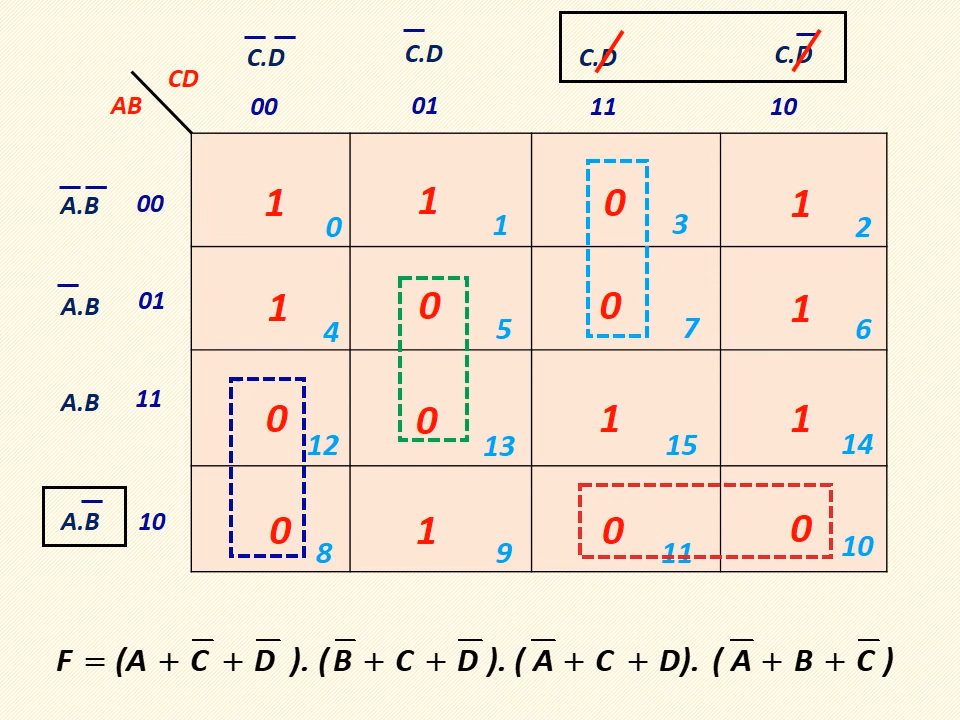 C̅.D̅ C̅.D C.D C.D̅
CD
AB 00 01 11 10
A̅.B̅ 00 1 0 1 1 0 3 1 2
A̅.B 01 1 4 0 5 0 7 1 6
A.B 11 0 12 0 13 1 15 1 14
A.B̅ 10 0 8 1 9 0 11 0 10
F = (A + C̅ + D̅ ). ( B̅ + C + D̅ ). ( A̅ + C + D). ( A̅ + B + C̅ )